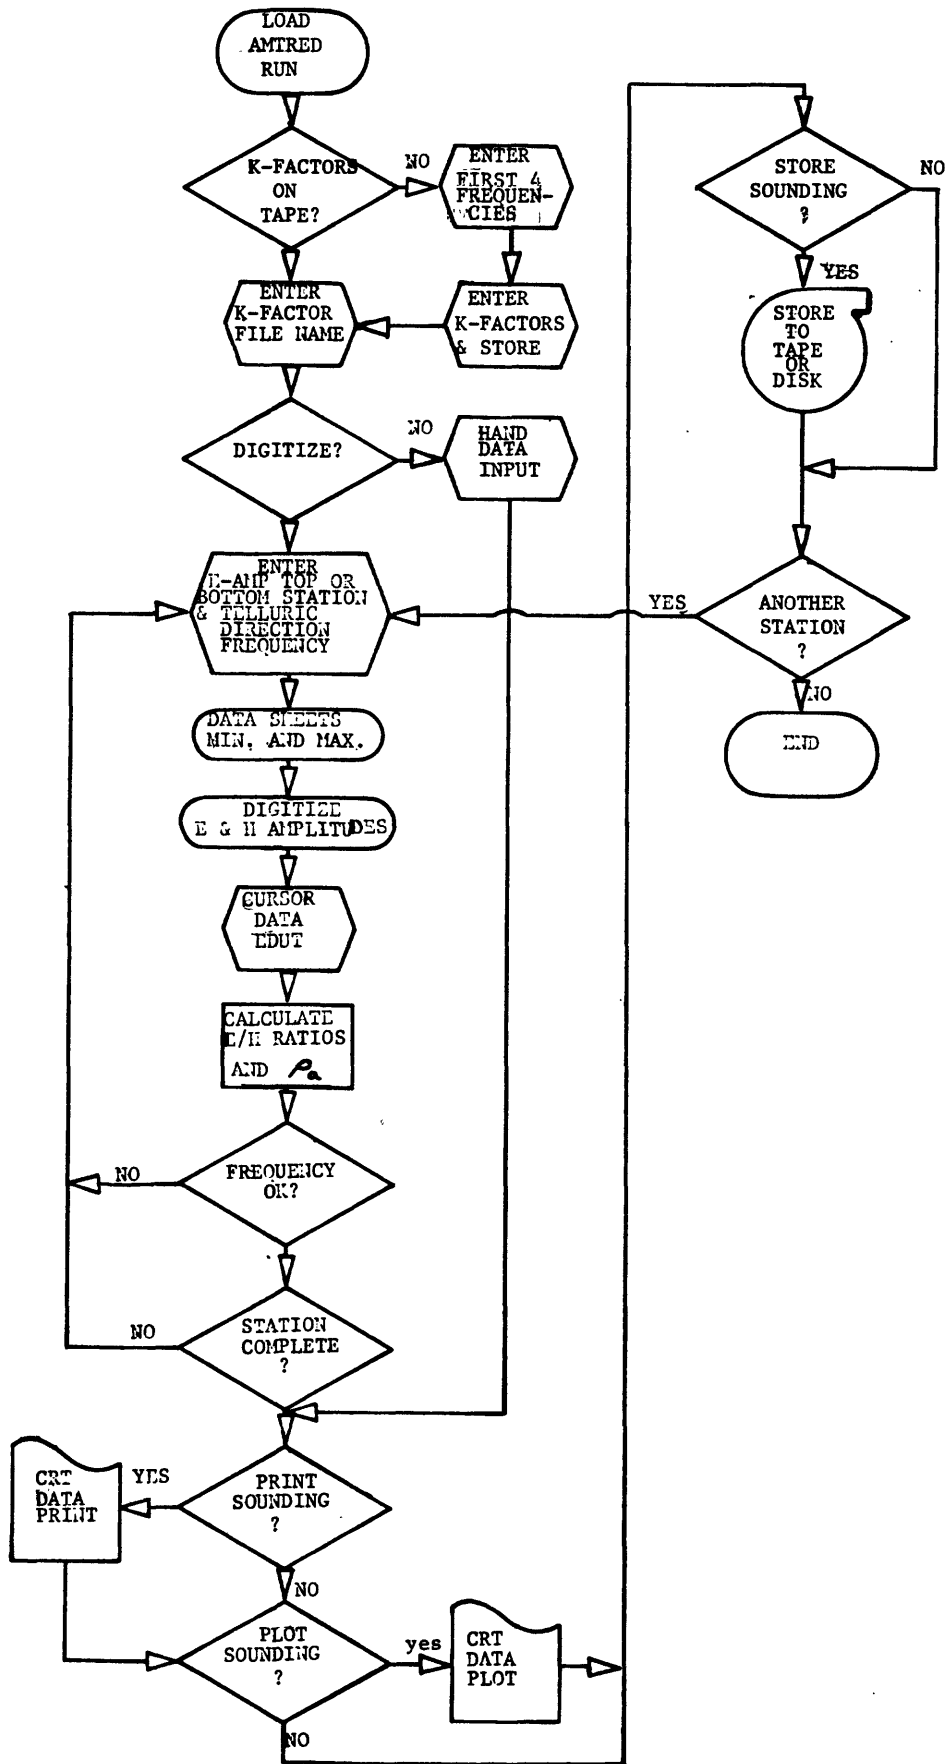 LOAD
AMTRED
RUN
K-FACTORS
ON
TAPE?
NO
ENTER
FIRST 4
FREQUEN-
CIES
ENTER
K-FACTOR
FILE NAME
ENTER
K-FACTORS
& STORE
DIGITIZE?
NO
HAND
DATA
INPUT
ENTER
E-AMP TOP OR
BOTTOM STATION
& TELLURIC
DIRECTION
FREQUENCY
DATA SHEETS
MIN. AND MAX.
DIGITIZE
E & H AMPLITUDES
CURSOR
DATA
EDUT
CALCULATE
E/H RATIOS
AND ρa
FREQUENCY
OK?
NO
STATION
COMPLETE
?
NO
PRINT
SOUNDING
?
YES
CRT
DATA
PRINT
NO
PLOT
SOUNDING
?
yes
CRT
DATA
PLOT
NO
STORE
SOUNDING
?
NO
YES
STORE
TO
TAPE
OR
DISK
ANOTHER
STATION
?
YES
NO
END